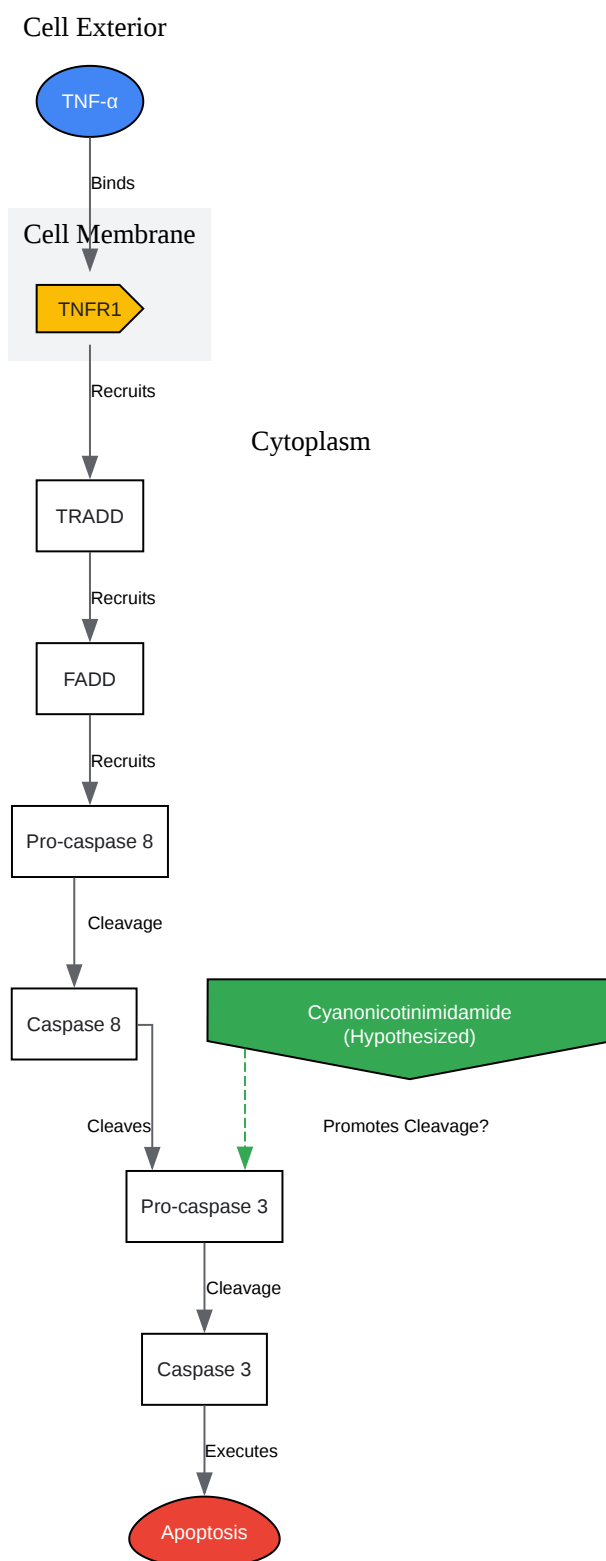 Cell Exterior
TNF-α
Binds
Cell Membrane
TNFR1
Recruits
Cytoplasm
TRADD
Recruits
FADD
Recruits
Pro-caspase 8
Cleavage
Caspase 8
Cyanonicotinimidamide
(Hypothesized)
Cleaves
Promotes Cleavage?
Pro-caspase 3
Cleavage
Caspase 3
Executes
Apoptosis